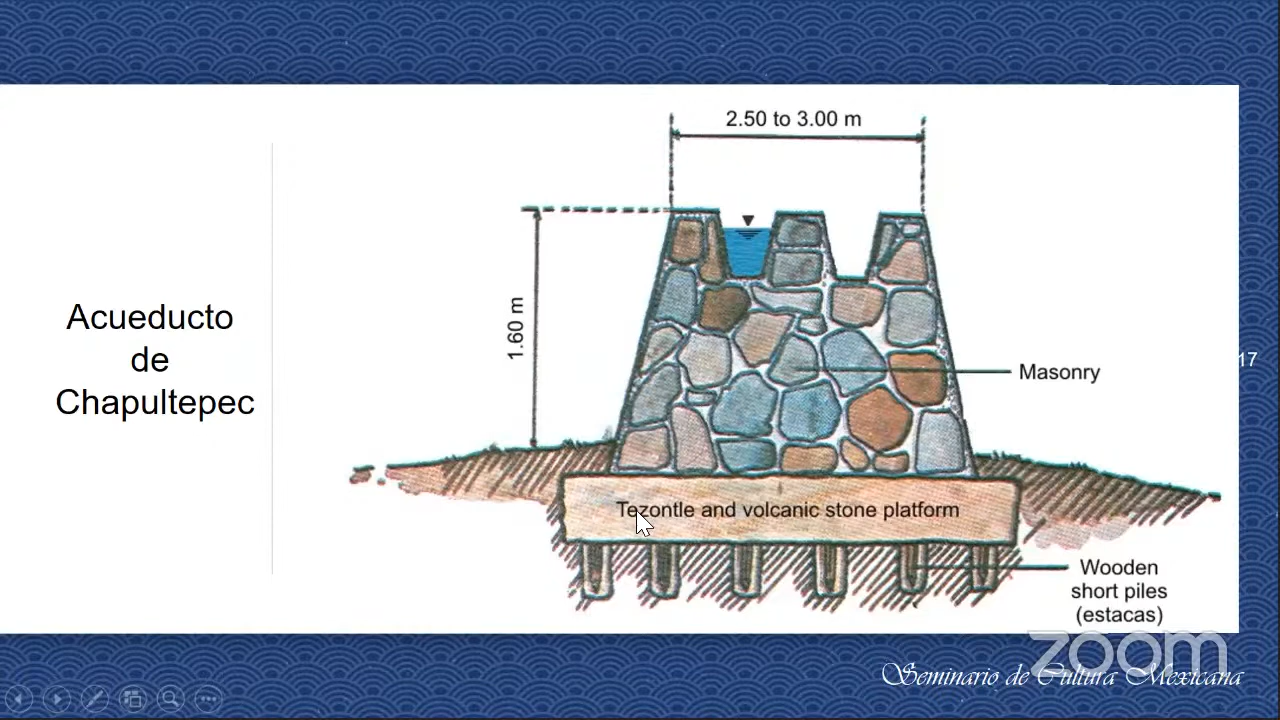 2.50 to 3.00 m
1.60 m
Acueducto
de
Chapultepec
17
Masonry
Tezontle and volcanic stone platform
Wooden
short piles
(estacas)
zoom
Seminario de Cultura Mexicana